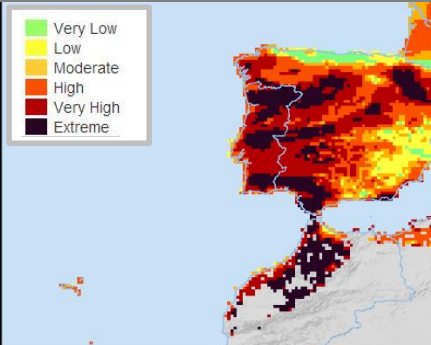 Very Low
Low
Moderate
High
Very High
Extreme